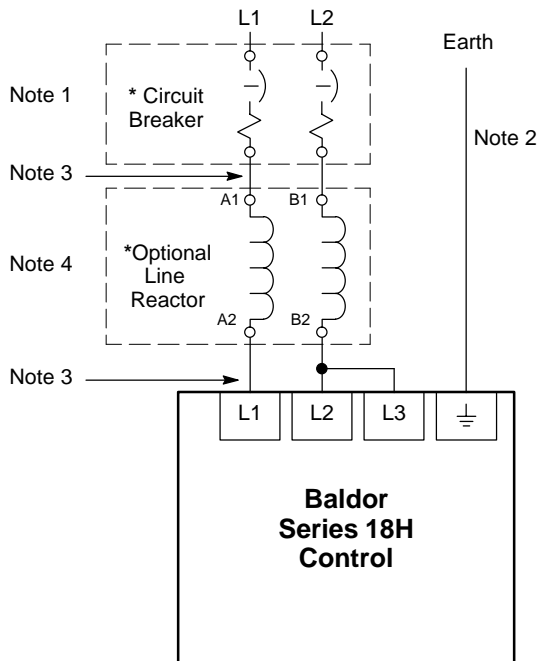 L1 L2
Earth
Note 1
* Circuit
Breaker
Note 2
Note 3
A1 B1
*Optional
Line
Reactor
Note 4
A2 B2
Note 3
L1 L2 L3
Baldor
Series 18H
Control